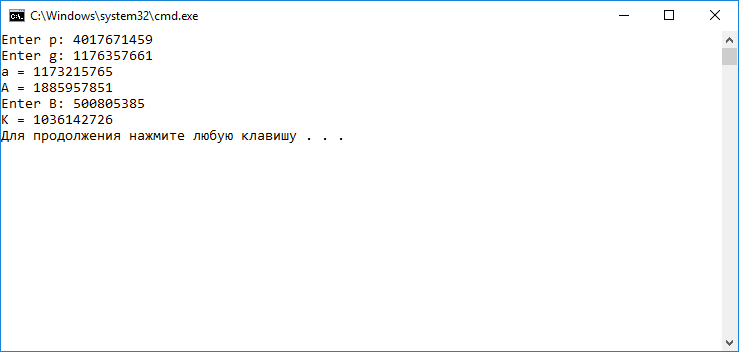 C:\Windows\system32\cmd.exe
Enter p: 4017671459
Enter g: 1176357661
a = 1173215765
A = 1885957851
Enter B: 500805385
K = 1036142726
Для продолжения нажмите любую клавишу . . .